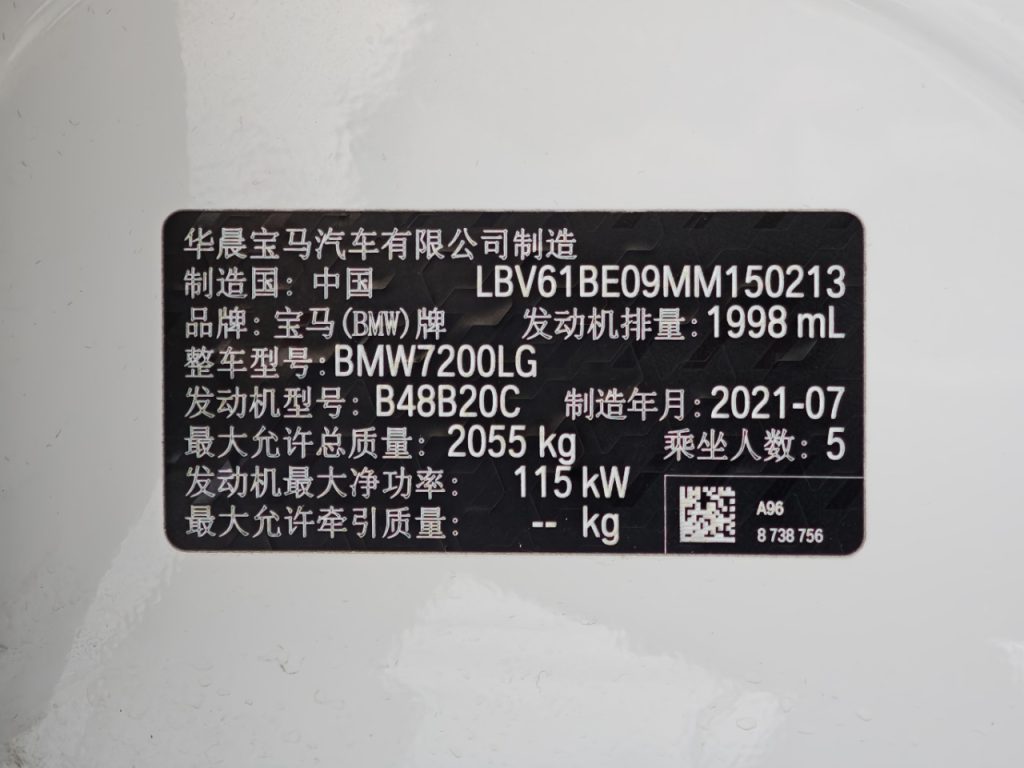 华晨宝马汽车有限公司制造
制造国：中国 LBV61BE09MM150213
品牌：宝马(BMW)牌 发动机排量：1998 mL
整车型号：BMW7200LG
发动机型号：B48B20C 制造年月：2021-07
最大允许总质量：2055 kg 乘坐人数：5
发动机最大净功率：115 kW
最大允许牵引质量：-- kg
A96
8 738 756